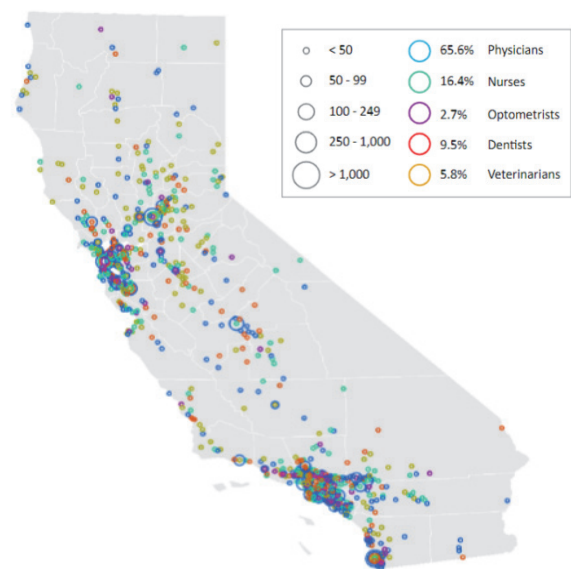 < 50
65.6% Physicians
50 - 99
16.4% Nurses
100 - 249
2.7% Optometrists
250 - 1,000
9.5% Dentists
> 1,000
5.8% Veterinarians